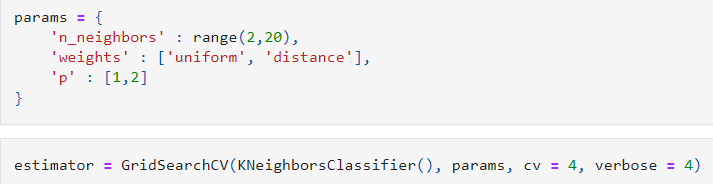 params = {
    'n_neighbors' : range(2,20),
    'weights' : ['uniform', 'distance'],
    'p' : [1,2]
}
estimator = GridSearchCV(KNeighborsClassifier(), params, cv = 4, verbose = 4)